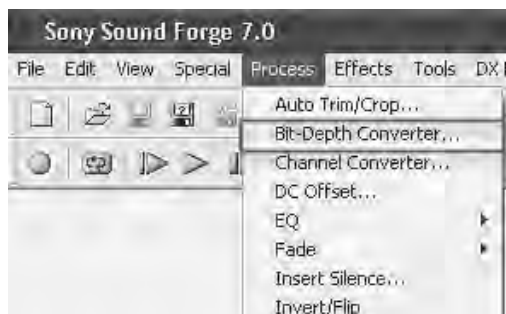 Sony Sound Forge 7.0
File Edit View Special Process Effects Tools DX
Auto Trim/Crop...
Bit-Depth Converter...
Channel Converter...
DC Offset...
EQ
Fade
Insert Silence...
Invert/Flip